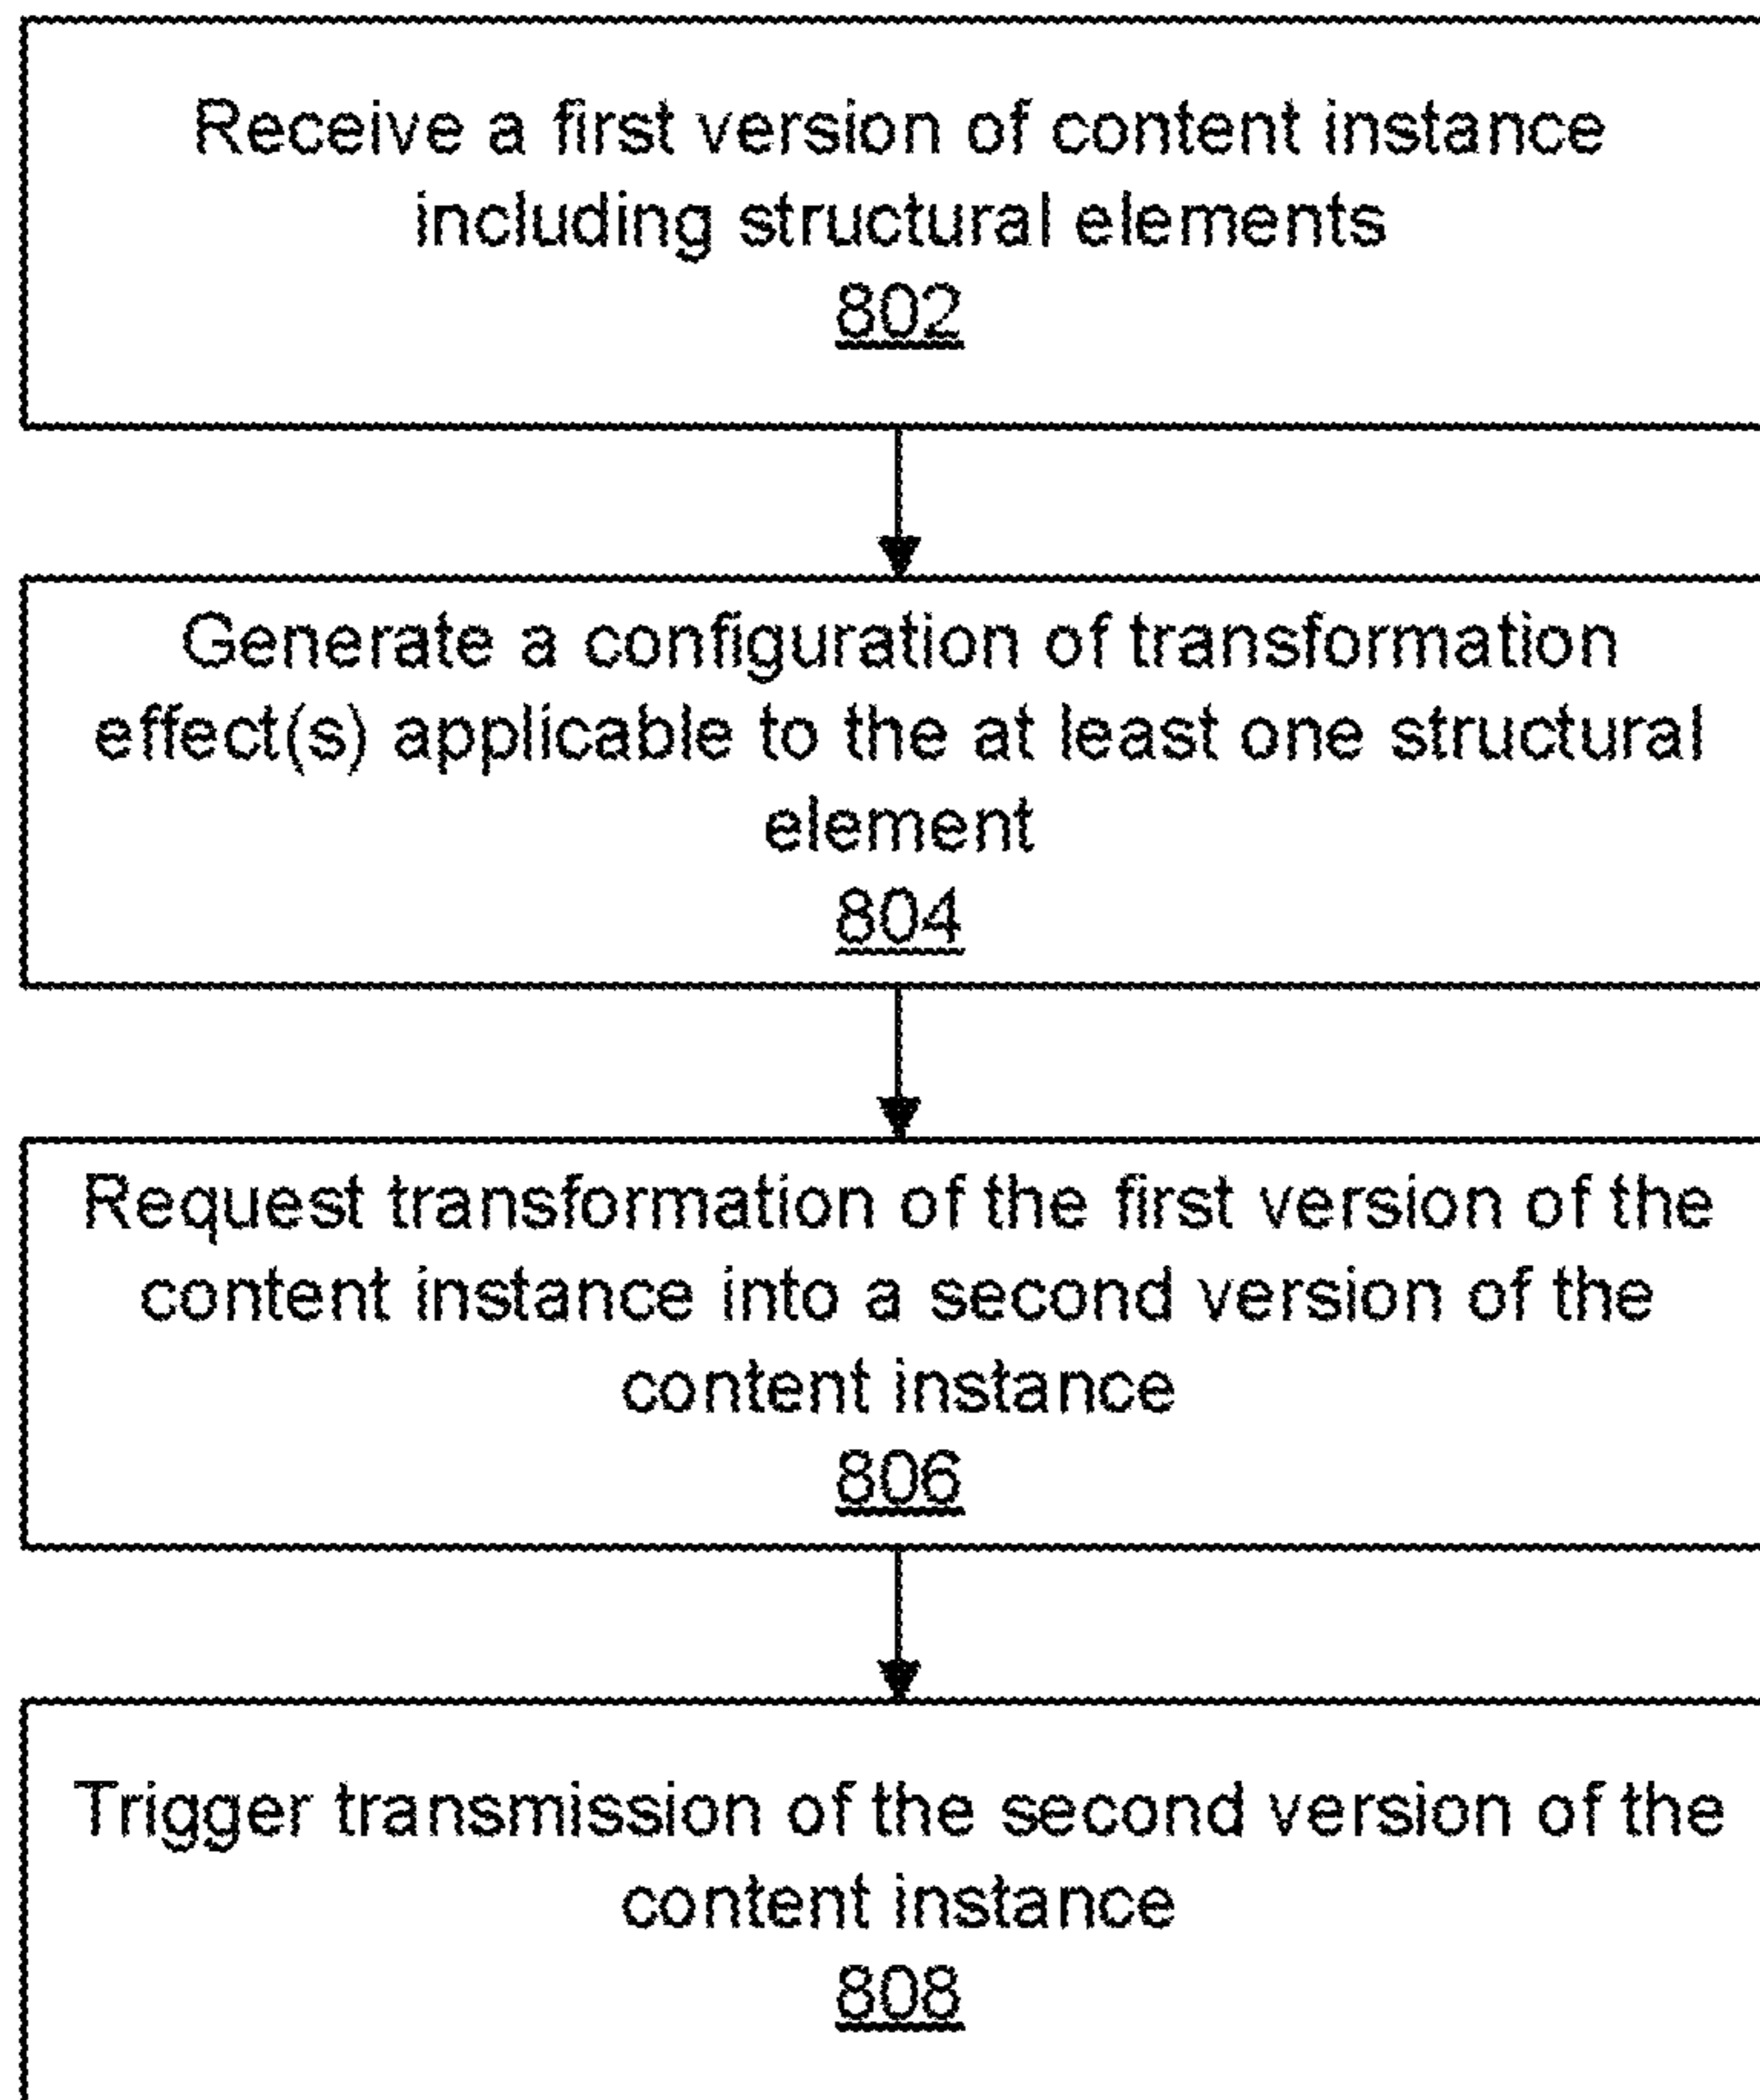 Receive a first version of content instance
including structural elements
802
Generate a configuration of transformation
effect(s) applicable to the at least one structural
element
804
Request transformation of the first version of the
content instance into a second version of the
content instance
806
Trigger transmission of the second version of the
content instance
808